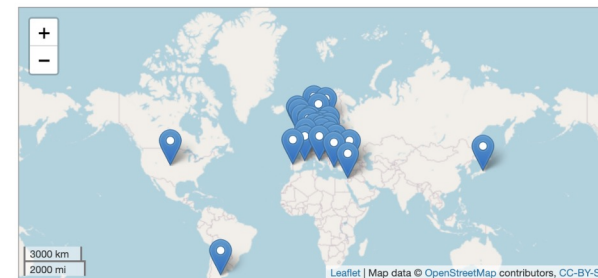 +
−
3000 km
2000 mi
Leaflet | Map data © OpenStreetMap contributors, CC-BY-S